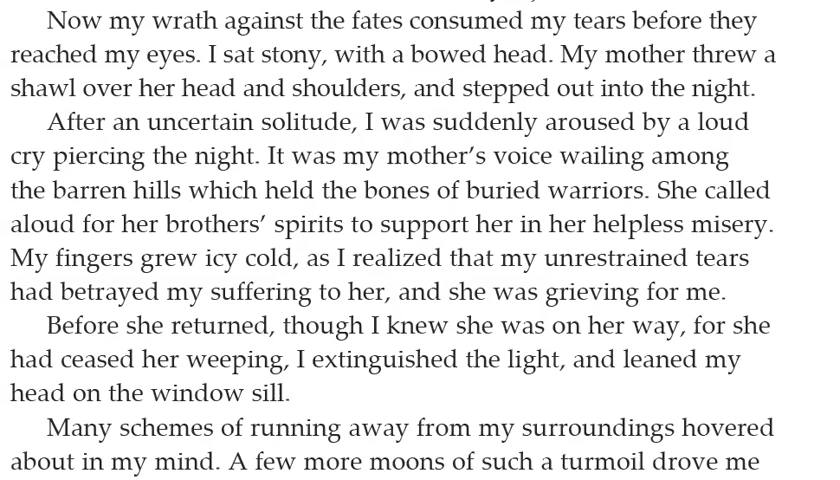 Now my wrath against the fates consumed my tears before they
reached my eyes. I sat stony, with a bowed head. My mother threw a
shawl over her head and shoulders, and stepped out into the night.
After an uncertain solitude, I was suddenly aroused by a loud
cry piercing the night. It was my mother’s voice wailing among
the barren hills which held the bones of buried warriors. She called
aloud for her brothers’ spirits to support her in her helpless misery.
My fingers grew icy cold, as I realized that my unrestrained tears
had betrayed my suffering to her, and she was grieving for me.
Before she returned, though I knew she was on her way, for she
had ceased her weeping, I extinguished the light, and leaned my
head on the window sill.
Many schemes of running away from my surroundings hovered
about in my mind. A few more moons of such a turmoil drove me